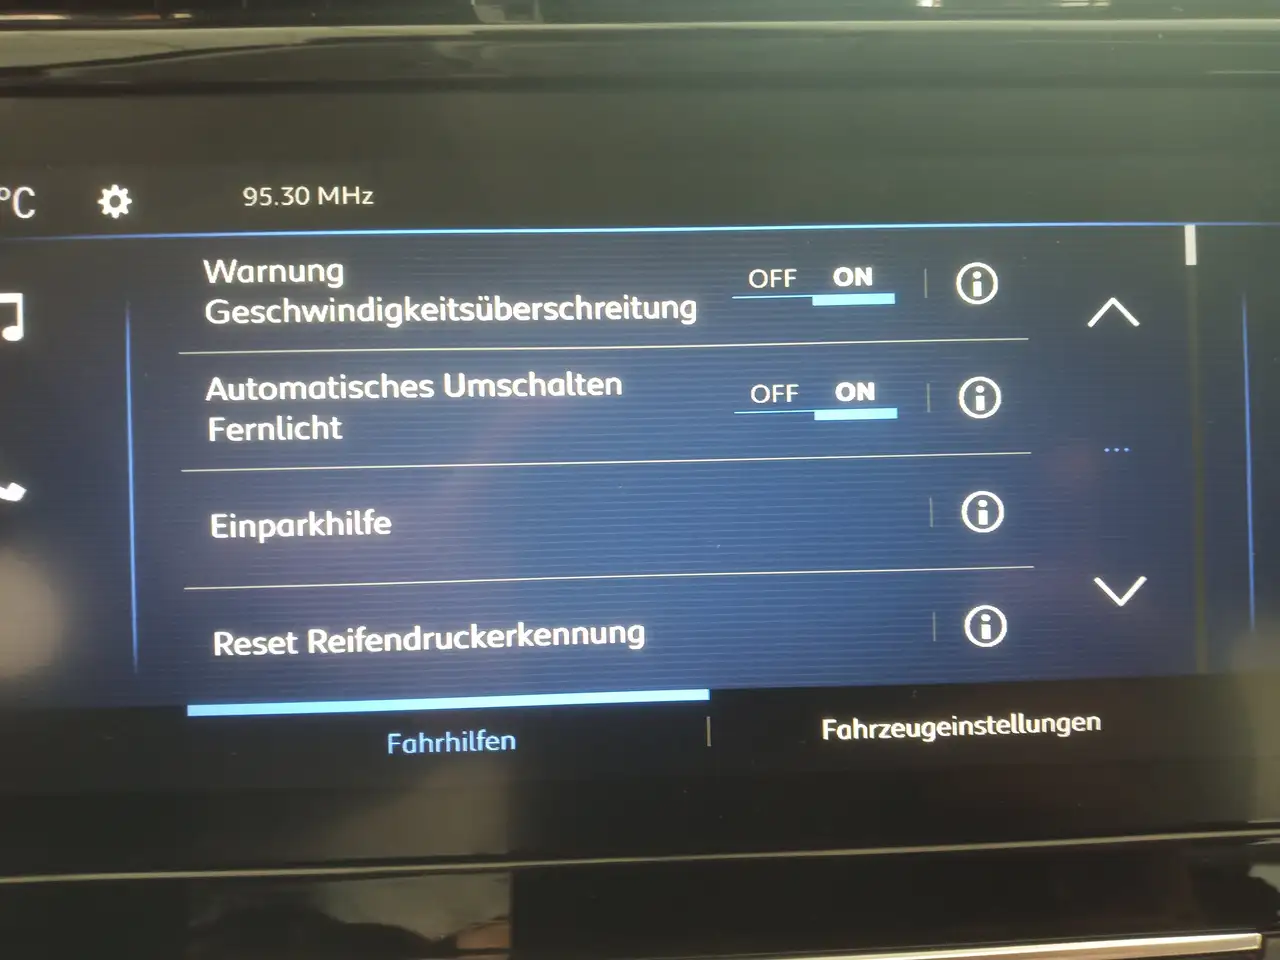 °C
95.30 MHz
Warnung
Geschwindigkeitsüberschreitung
OFF ON
Automatisches Umschalten
Fernlicht
OFF ON
Einparkhilfe
Reset Reifendruckerkennung
Fahrhilfen
Fahrzeugeinstellungen